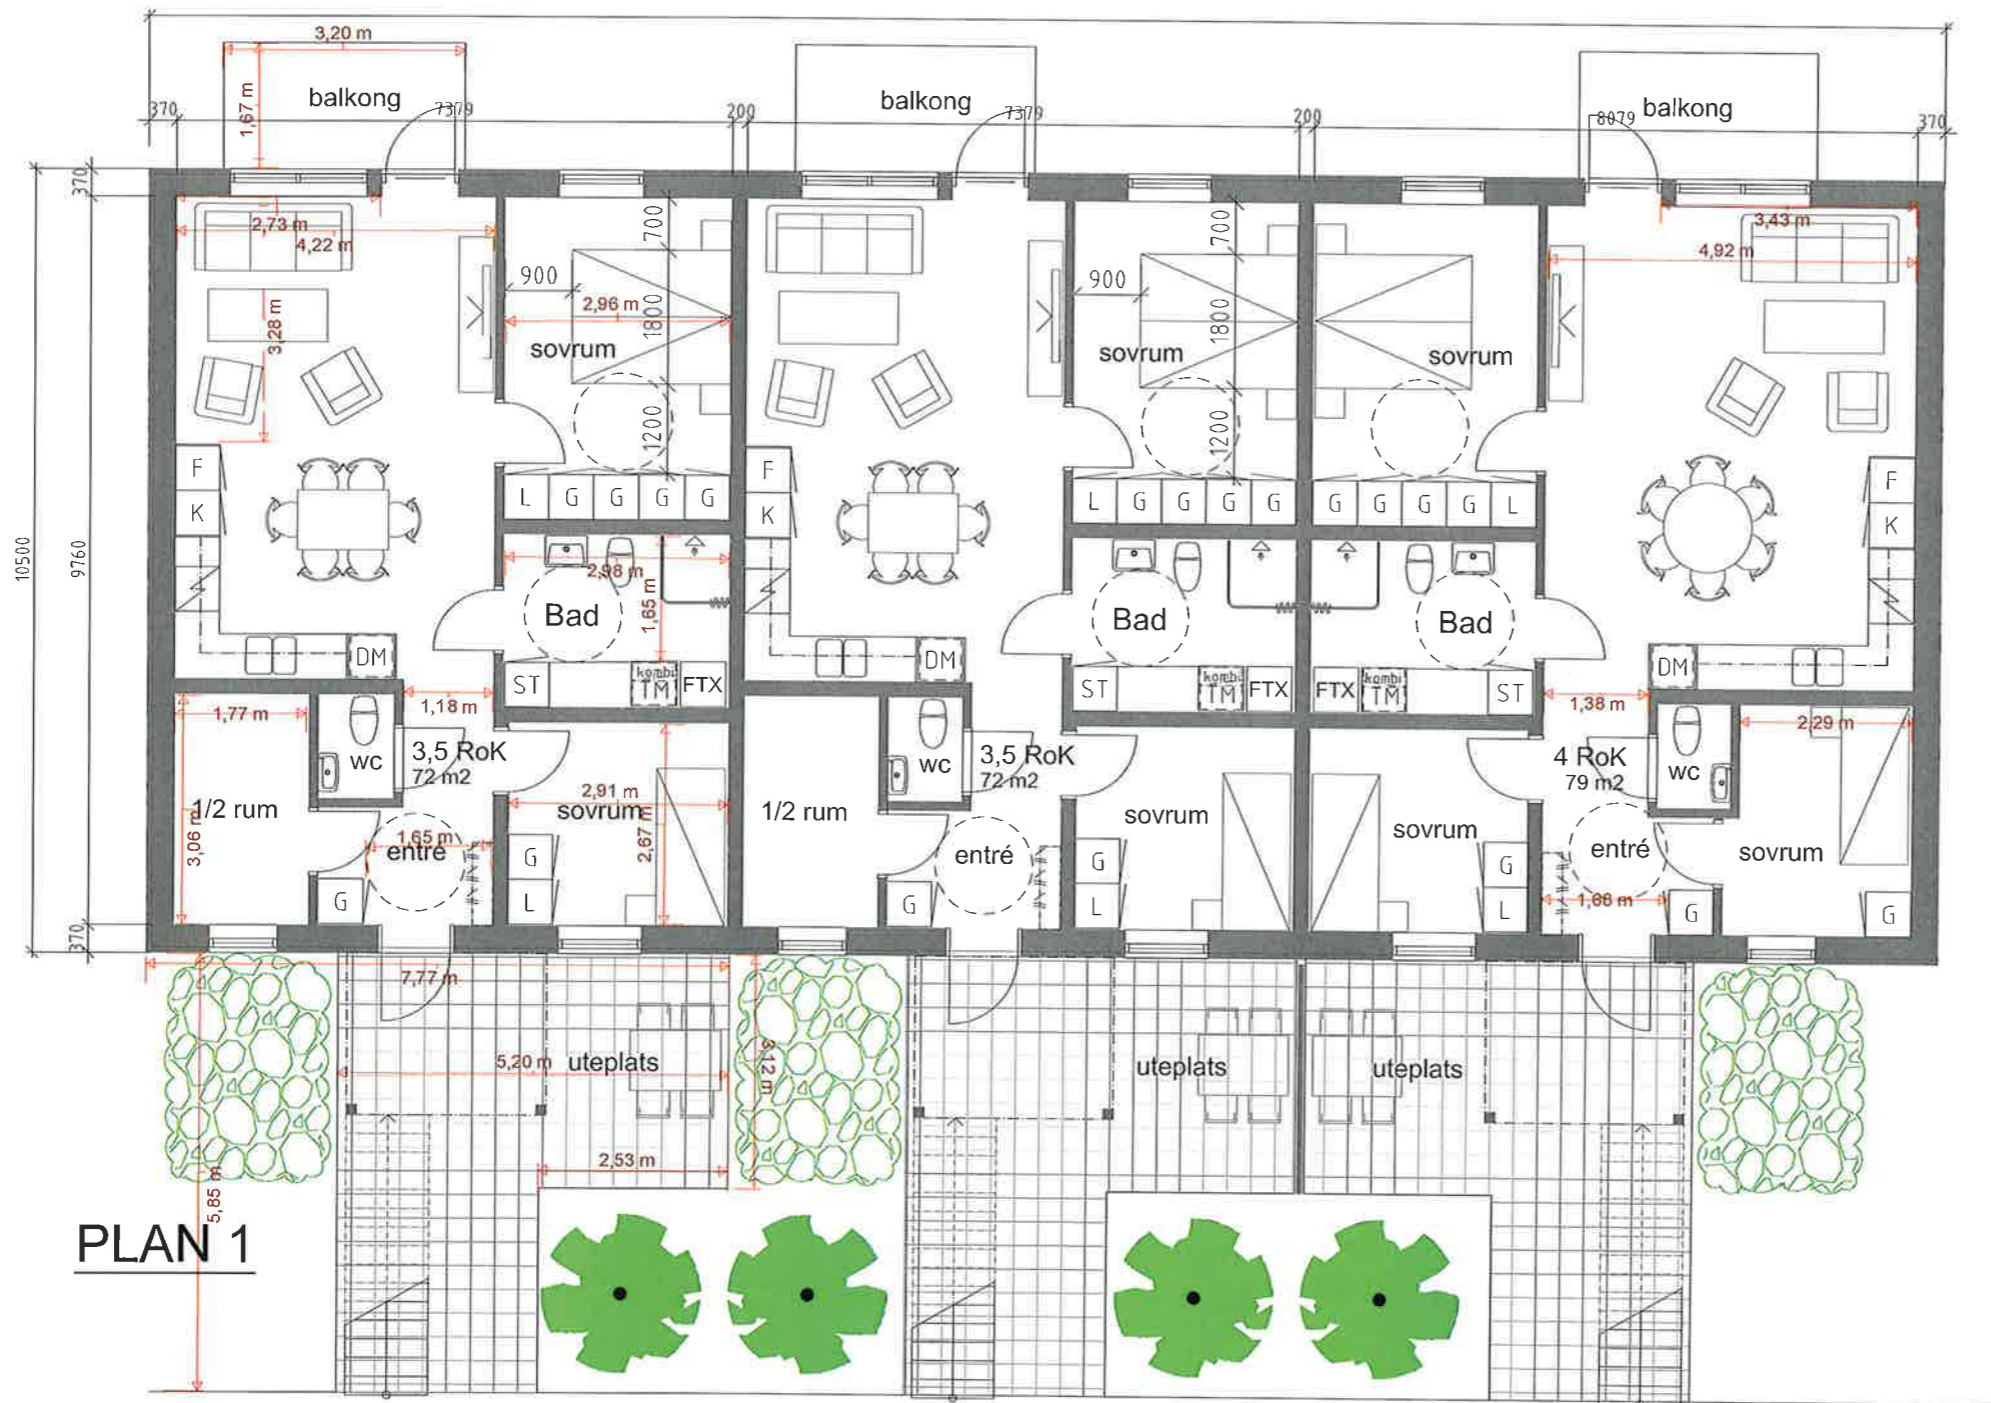 3,20 m
balkong
balkong
balkong
1,67 m
370
7379
200
7379
200
8079
370
370
2,73 m
4,22 m
700
700
3,43 m
4,92 m
900
2,96 m
1800
900
1800
3,28 m
sovrum
sovrum
sovrum
1200
1200
F
K
L G G G G
F
K
L G G G G
G G G G L
F
K
10500
9760
2,98 m
1,65 m
Bad
Bad
Bad
DM
ST
kombi
TM
FTX
DM
ST
kombi
TM
FTX
FTX
kombi
TM
ST
DM
1,77 m
1,18 m
1,38 m
2,29 m
wc
3,5 RoK
72 m2
wc
3,5 RoK
72 m2
4 RoK
79 m2
wc
1/2 rum
2,91 m
sovrum
1/2 rum
sovrum
sovrum
3,06 m
1,65 m
entré
2,67 m
entré
entré
sovrum
G
L
G
G
L
G
G
L
1,66 m
G
G
370
7,77 m
5,20 m
uteplats
3,12 m
uteplats
uteplats
2,53 m
5,85 m
PLAN 1